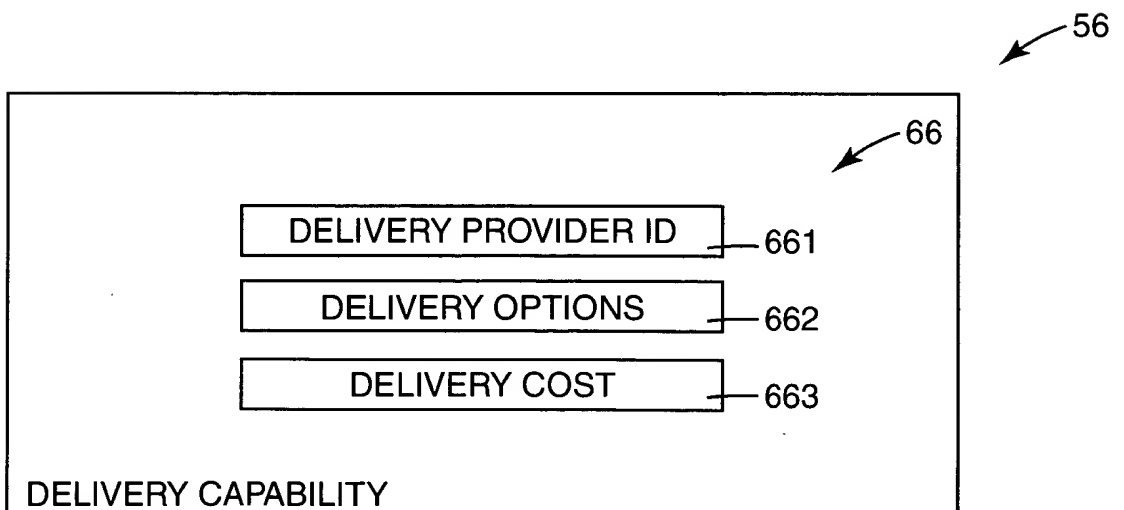 56
66
DELIVERY PROVIDER ID
661
DELIVERY OPTIONS
662
DELIVERY COST
663
DELIVERY CAPABILITY